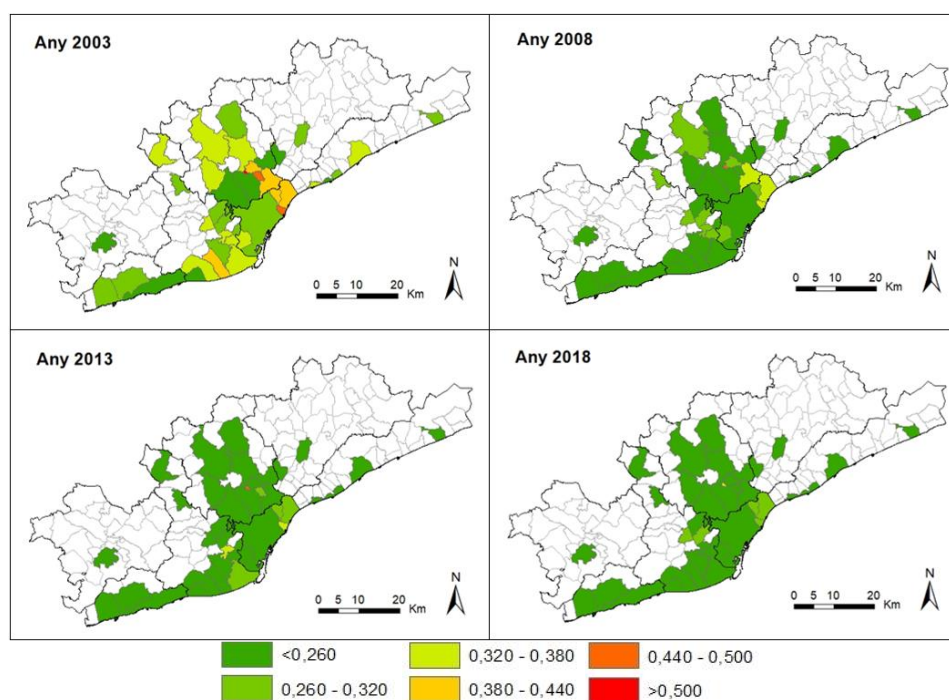 Any 2003
N
0 5 10 20
Km
Any 2008
N
0 5 10 20
Km
Any 2013
N
0 5 10 20
Km
Any 2018
N
0 5 10 20
Km
<0,260
0,320 - 0,380
0,440 - 0,500
0,260 - 0,320
0,380 - 0,440
>0,500